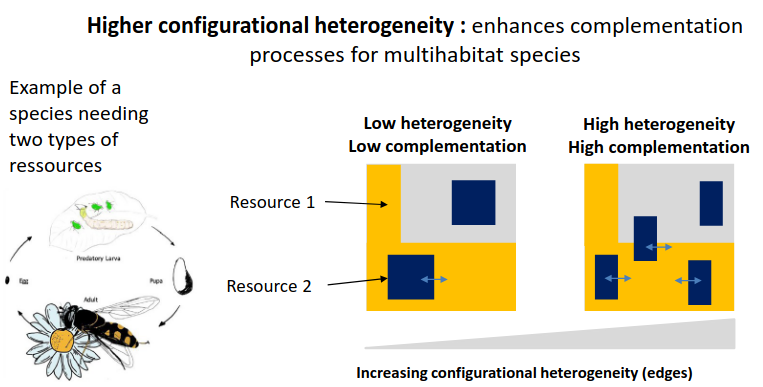 Higher configurational heterogeneity : enhances complementation
processes for multihabitat species
Example of a
species needing
two types of
ressources
Low heterogeneity
Low complementation
High heterogeneity
High complementation
Resource 1
Resource 2
Predatory Larva
Egg
Pupa
Adult
Increasing configurational heterogeneity (edges)